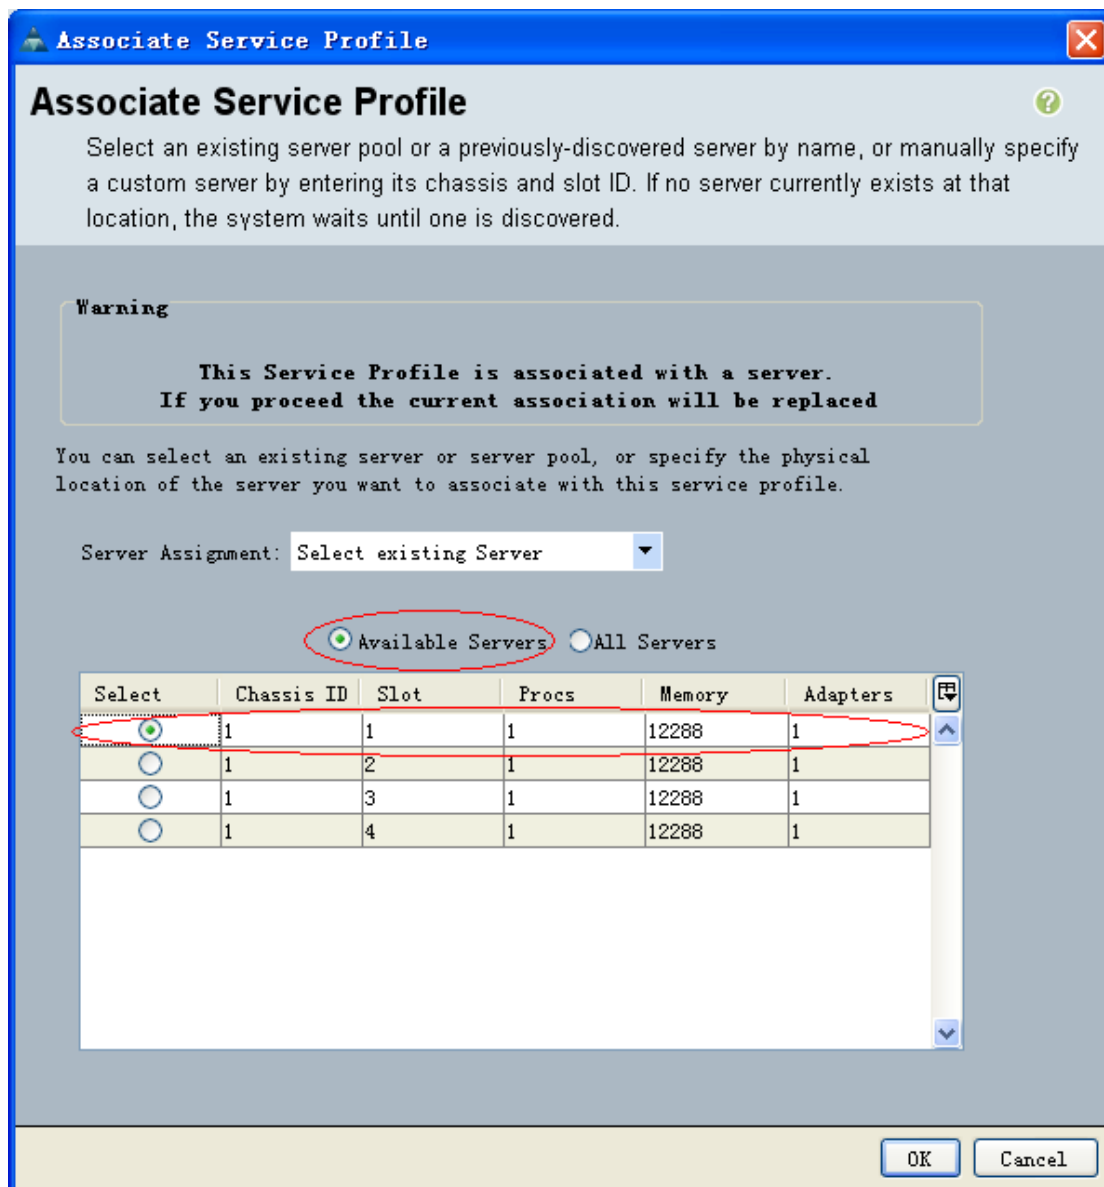 Associate Service Profile
Associate Service Profile
Select an existing server pool or a previously-discovered server by name, or manually specify
a custom server by entering its chassis and slot ID. If no server currently exists at that
location, the system waits until one is discovered.
Warning
This Service Profile is associated with a server.
If you proceed the current association will be replaced
You can select an existing server or server pool, or specify the physical
location of the server you want to associate with this service profile.
Server Assignment: Select existing Server
Available Servers All Servers
Select Chassis ID Slot Procs Memory Adapters
1 1 1 12288 1
1 2 1 12288 1
1 3 1 12288 1
1 4 1 12288 1
OK Cancel